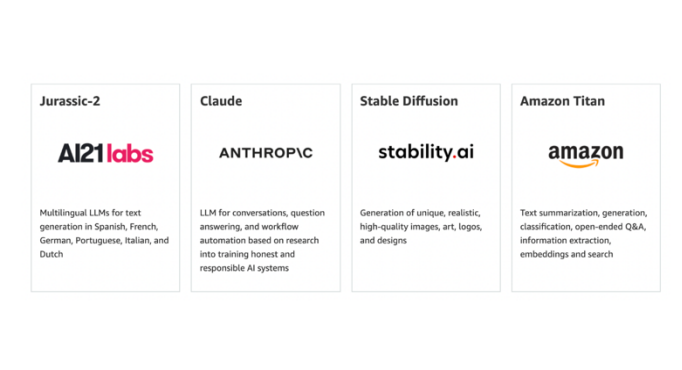 Jurassic-2
AI21 labs
Multilingual LLMs for text
generation in Spanish, French,
German, Portuguese, Italian, and
Dutch
Claude
ANTHROP\C
LLM for conversations, question
answering, and workflow
automation based on research
into training honest and
responsible AI systems
Stable Diffusion
stability.ai
Generation of unique, realistic,
high-quality images, art, logos,
and designs
Amazon Titan
amazon
Text summarization, generation,
classification, open-ended Q&A,
information extraction,
embeddings and search